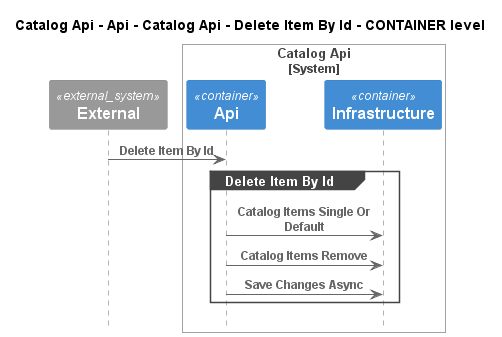 Catalog Api - Api - Catalog Api - Delete Item By Id - CONTAINER level
Catalog Api
[System]
«external_system»
External
«container»
Api
«container»
Infrastructure
Delete Item By Id
Delete Item By Id
Catalog Items Single Or
Default
Catalog Items Remove
Save Changes Async